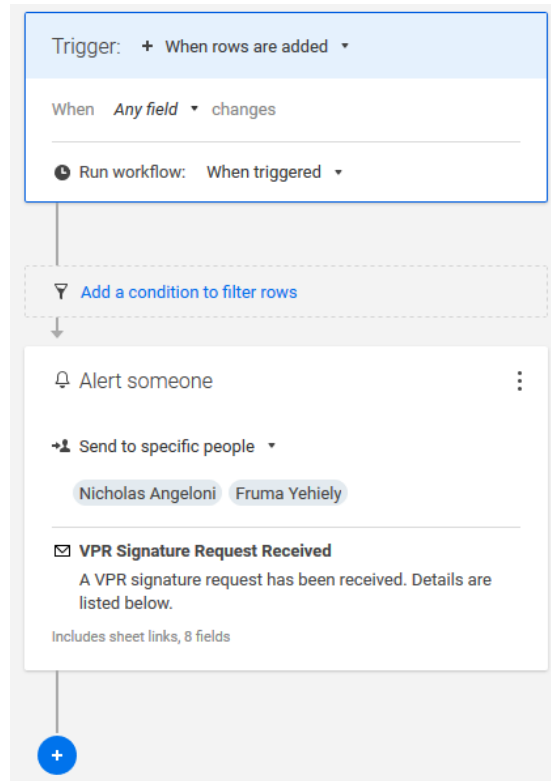 Trigger: + When rows are added
When Any field changes
Run workflow: When triggered
Add a condition to filter rows
Alert someone
Send to specific people
Nicholas Angeloni Fruma Yehiely
VPR Signature Request Received
A VPR signature request has been received. Details are
listed below.
Includes sheet links, 8 fields
+